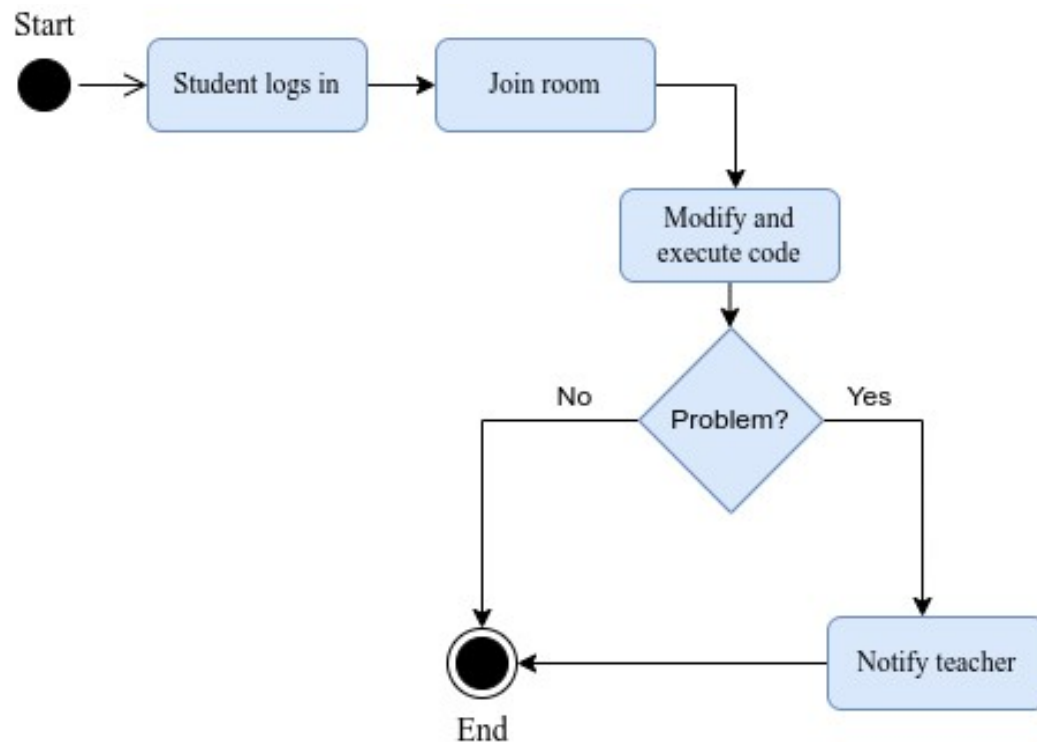 Start
Student logs in
Join room
Modify and
execute code
Problem?
No
Yes
Notify teacher
End